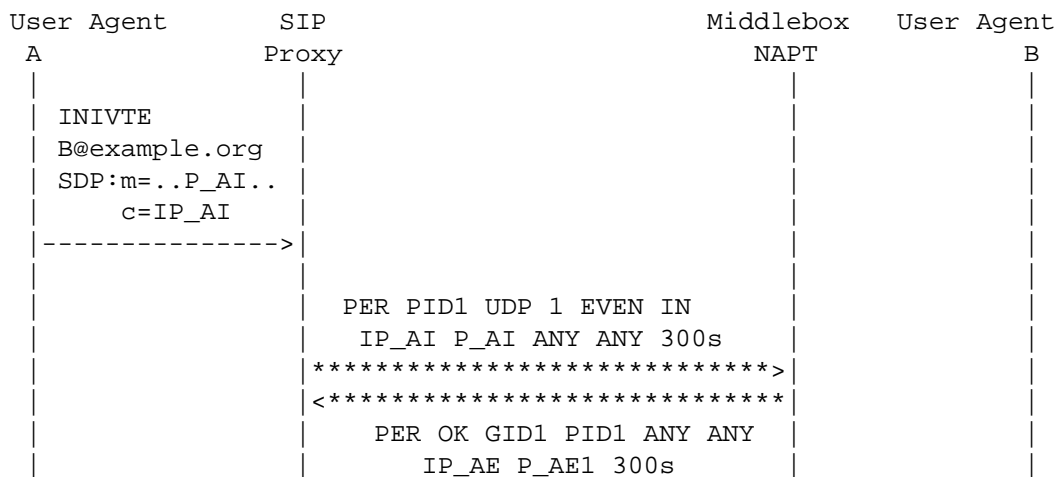 User Agent SIP Middlebox User Agent
A Proxy NAPT B
| | | |
| INIVTE | | |
| B@example.org | | |
| SDP:m=..P_AI.. | | |
| c=IP_AI | | |
|--------------->| | |
| | | |
| | PER PID1 UDP 1 EVEN IN | |
| | IP_AI P_AI ANY ANY 300s | |
| |*****************************>| |
| |<*****************************| |
| | PER OK GID1 PID1 ANY ANY | |
| | IP_AE P_AE1 300s | |